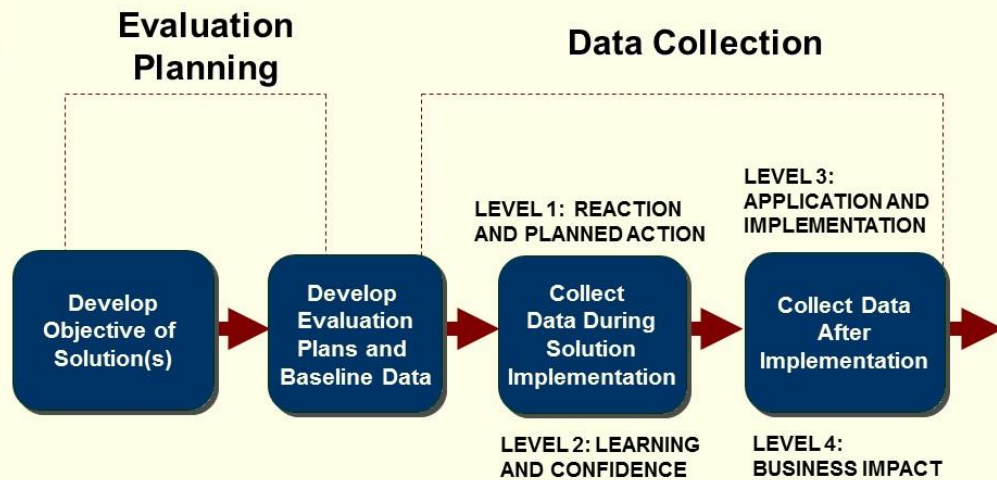 Evaluation
Planning
Data Collection
LEVEL 1: REACTION
AND PLANNED ACTION
LEVEL 3:
APPLICATION AND
IMPLEMENTATION
Develop
Objective of
Solution(s)
Develop
Evaluation
Plans and
Baseline Data
Collect
Data During
Solution
Implementation
Collect Data
After
Implementation
LEVEL 2: LEARNING
AND CONFIDENCE
LEVEL 4:
BUSINESS IMPACT